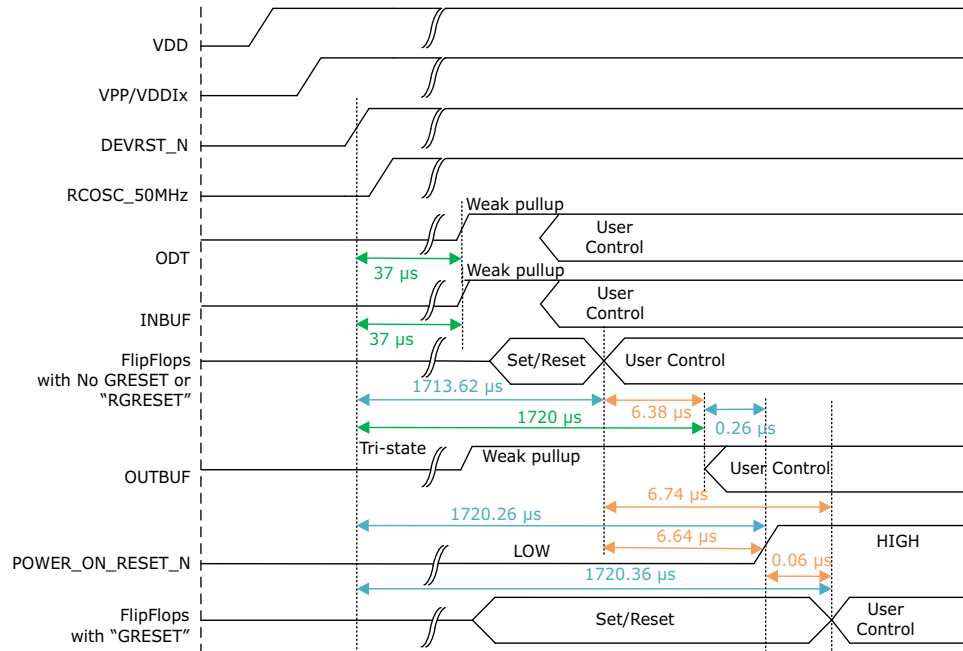 VDD
VPP/VDDIx
DEVRST_N
RCOSC_50MHz
Weak pullup
User
Control
ODT
37 µs
Weak pullup
User
Control
INBUF
37 µs
FlipFlops
with No GRESET or
“RGRESET”
Set/Reset
User Control
1713.62 µs
6.38 µs
0.26 µs
1720 µs
Tri-state
Weak pullup
User Control
OUTBUF
6.74 µs
1720.26 µs
6.64 µs
LOW
HIGH
POWER_ON_RESET_N
0.06 µs
1720.36 µs
FlipFlops
with “GRESET”
Set/Reset
User
Control